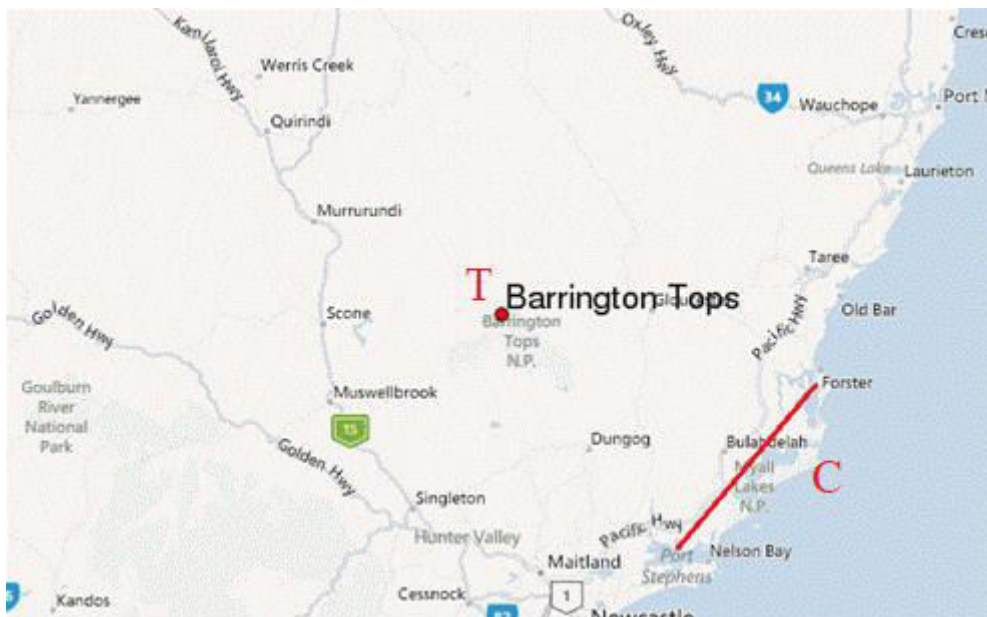 Kamilaroi Hwy
Oxley Hwy
Werris Creek
Yannergee
34
Wauchope
Port M
Quirindi
Queens Lake
Laurieton
Murrurundi
Taree
T
Barrington Tops
Barrington
Tops
N.P.
Old Bar
Golden Hwy
Scone
Pacific Hwy
Goulburn
River
National
Park
Muswellbrook
Forster
15
Dungog
Bulahdelah
Golden Hwy
Myall
Lakes
N.P.
C
Singleton
Pacific Hwy
Hunter Valley
Maitland
Port
Stephens
Nelson Bay
Kandos
Cessnock
1
Newcastle